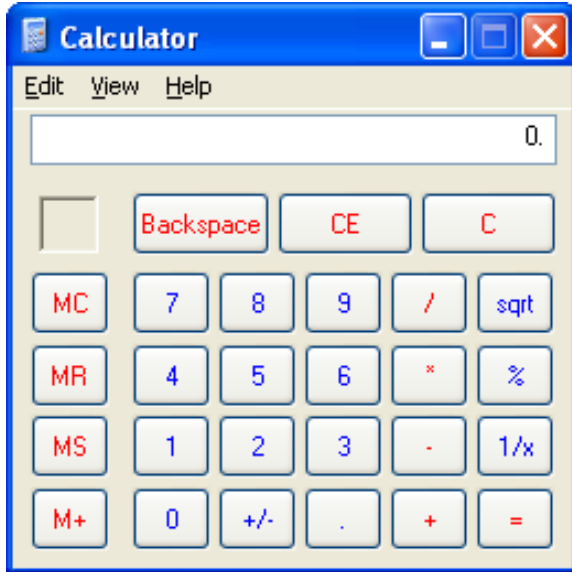 Calculator
Edit View Help
0.
Backspace CE C
MC 7 8 9 / sqrt
MR 4 5 6 * %
MS 1 2 3 - 1/x
M+ 0 +/- . + =